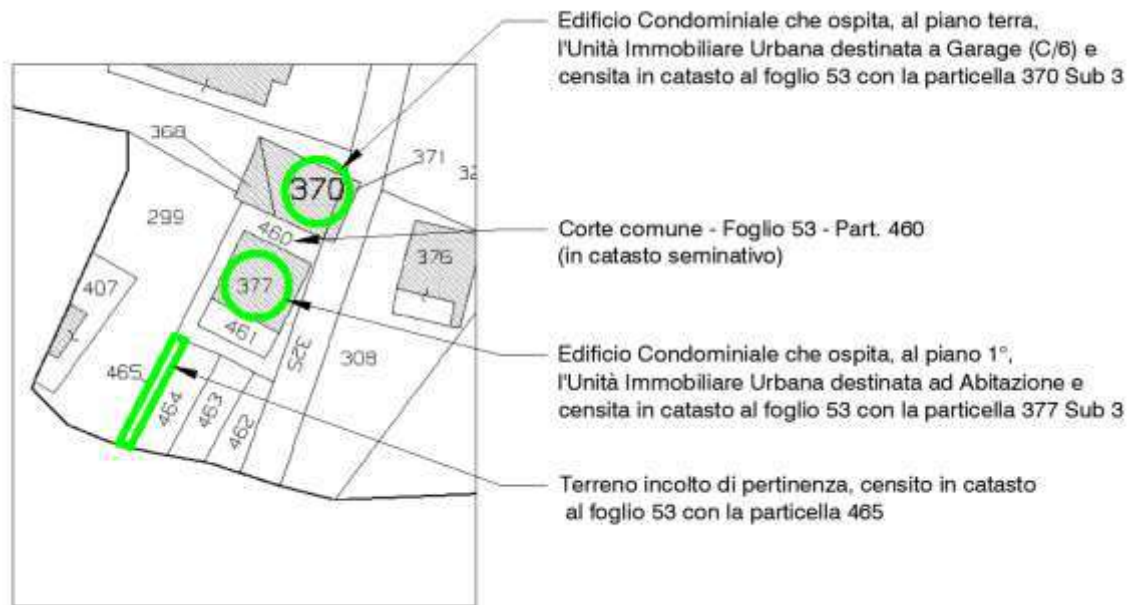 Edificio Condominiale che ospita, al piano terra,
l'Unità Immobiliare Urbana destinata a Garage (C/6) e
censita in catasto al foglio 53 con la particella 370 Sub 3
Corte comune - Foglio 53 - Part. 460
(in catasto seminativo)
Edificio Condominiale che ospita, al piano 1°,
l'Unità Immobiliare Urbana destinata ad Abitazione e
censita in catasto al foglio 53 con la particella 377 Sub 3
Terreno incolto di pertinenza, censito in catasto
al foglio 53 con la particella 465
368
370
371
32
299
460
376
377
407
461
325
308
465
464
463
462